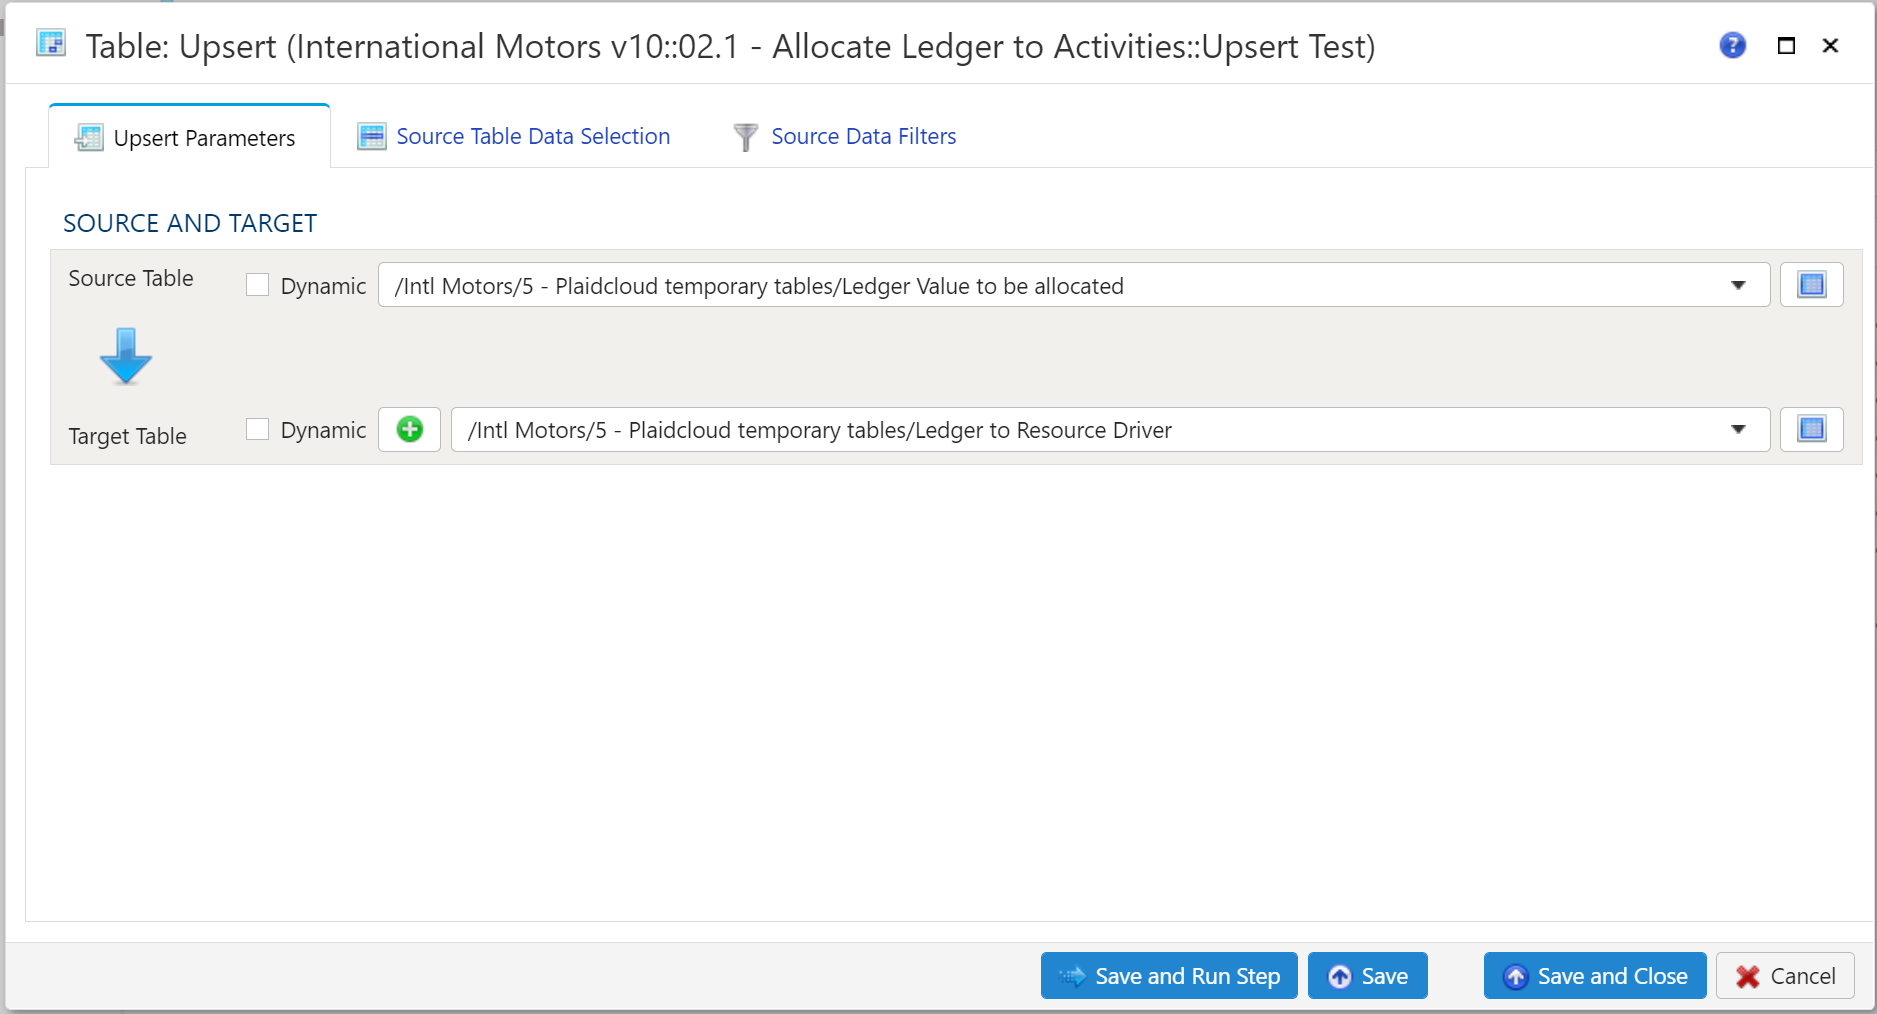 Table: Upsert (International Motors v10::02.1 - Allocate Ledger to Activities::Upsert Test)
?
Upsert Parameters
Source Table Data Selection
Source Data Filters
SOURCE AND TARGET
Source Table
Dynamic
/Intl Motors/5 - Plaidcloud temporary tables/Ledger Value to be allocated
Target Table
Dynamic
/Intl Motors/5 - Plaidcloud temporary tables/Ledger to Resource Driver
Save and Run Step
Save
Save and Close
Cancel